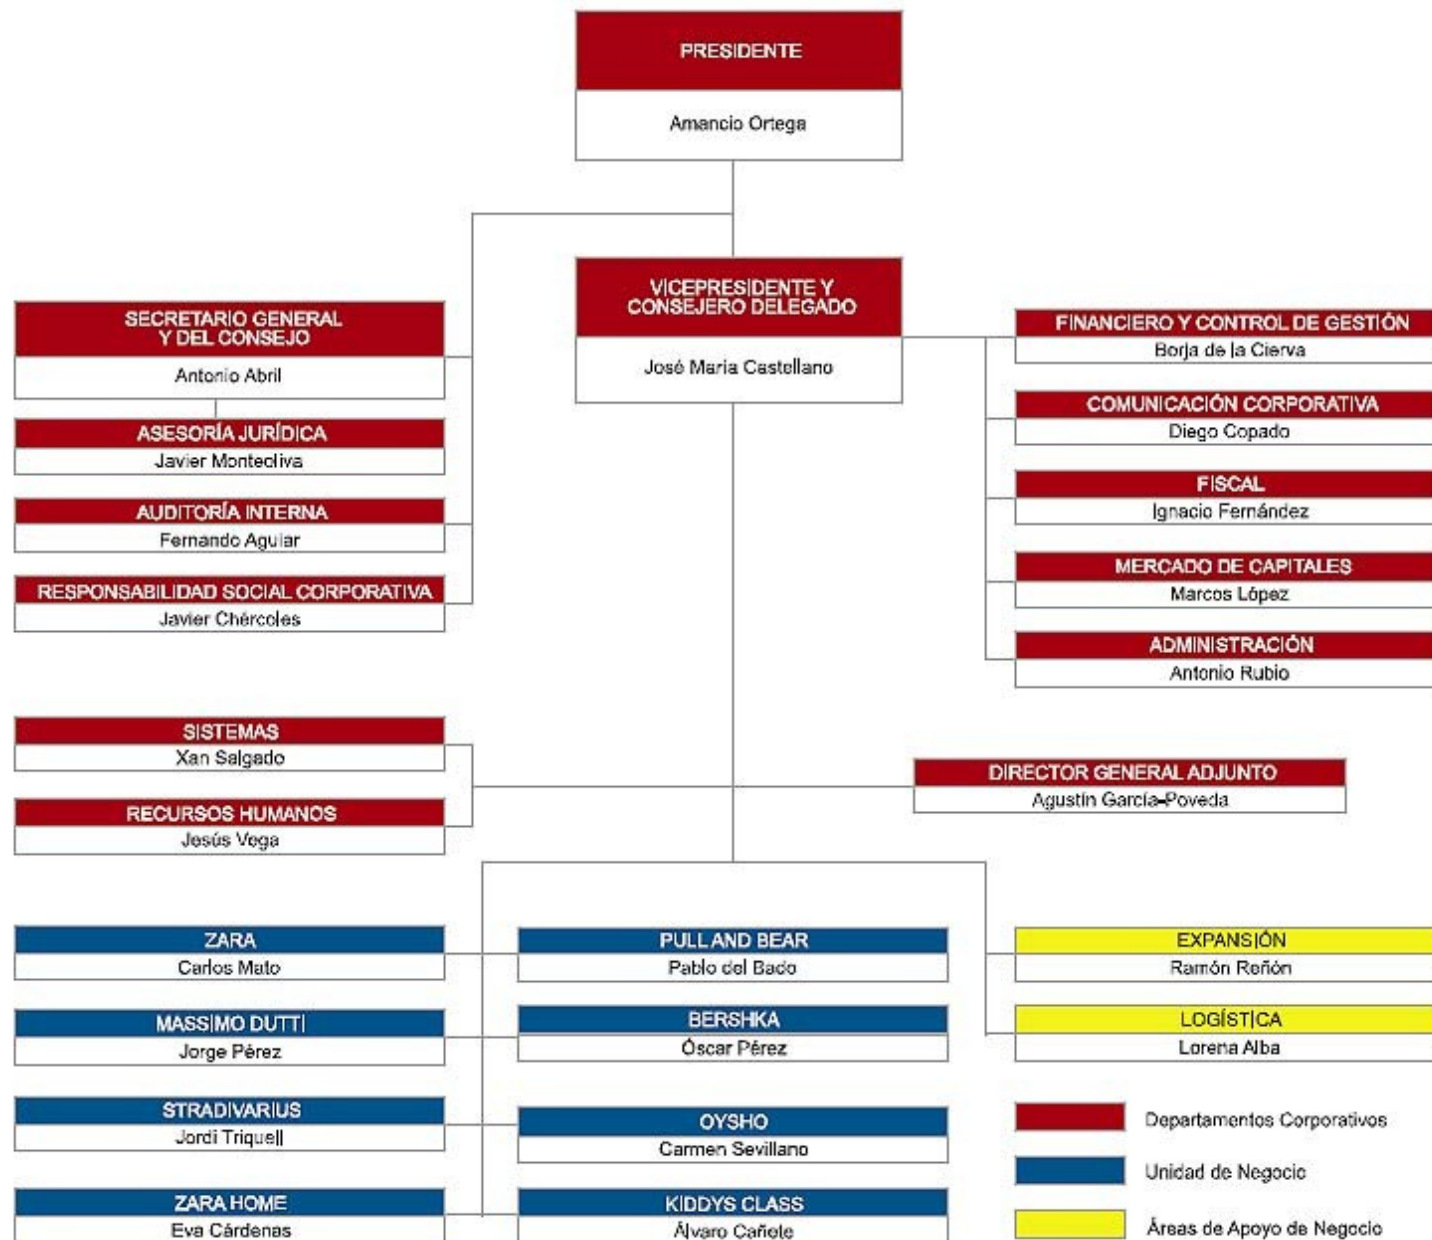 PRESIDENTE
Amancio Ortega
VICEPRESIDENTE Y
CONSEJERO DELEGADO
José Maria Castellano
SECRETARIO GENERAL
Y DEL CONSEJO
Antonio Abril
ASESORÍA JURÍDICA
Javier Monteoliva
AUDITORÍA INTERNA
Fernando Aguiar
RESPONSABILIDAD SOCIAL CORPORATIVA
Javier Chércoles
FINANCIERO Y CONTROL DE GESTIÓN
Borja de la Cierva
COMUNICACIÓN CORPORATIVA
Diego Copado
FISCAL
Ignacio Fernández
MERCADO DE CAPITALES
Marcos López
ADMINISTRACIÓN
Antonio Rubio
SISTEMAS
Xan Salgado
RECURSOS HUMANOS
Jesús Vega
DIRECTOR GENERAL ADJUNTO
Agustín García-Poveda
ZARA
Carlos Mato
PULL AND BEAR
Pablo del Bado
EXPANSIÓN
Ramón Reñón
MASSIMO DUTTI
Jorge Pérez
BERSHKA
Óscar Pérez
LOGÍSTICA
Lorena Alba
STRADIVARIUS
Jordi Triquell
OYSHO
Carmen Sevillano
ZARA HOME
Eva Cárdenas
KIDDYS CLASS
Álvaro Cañete
Departamentos Corporativos
Unidad de Negocio
Áreas de Apoyo de Negocio